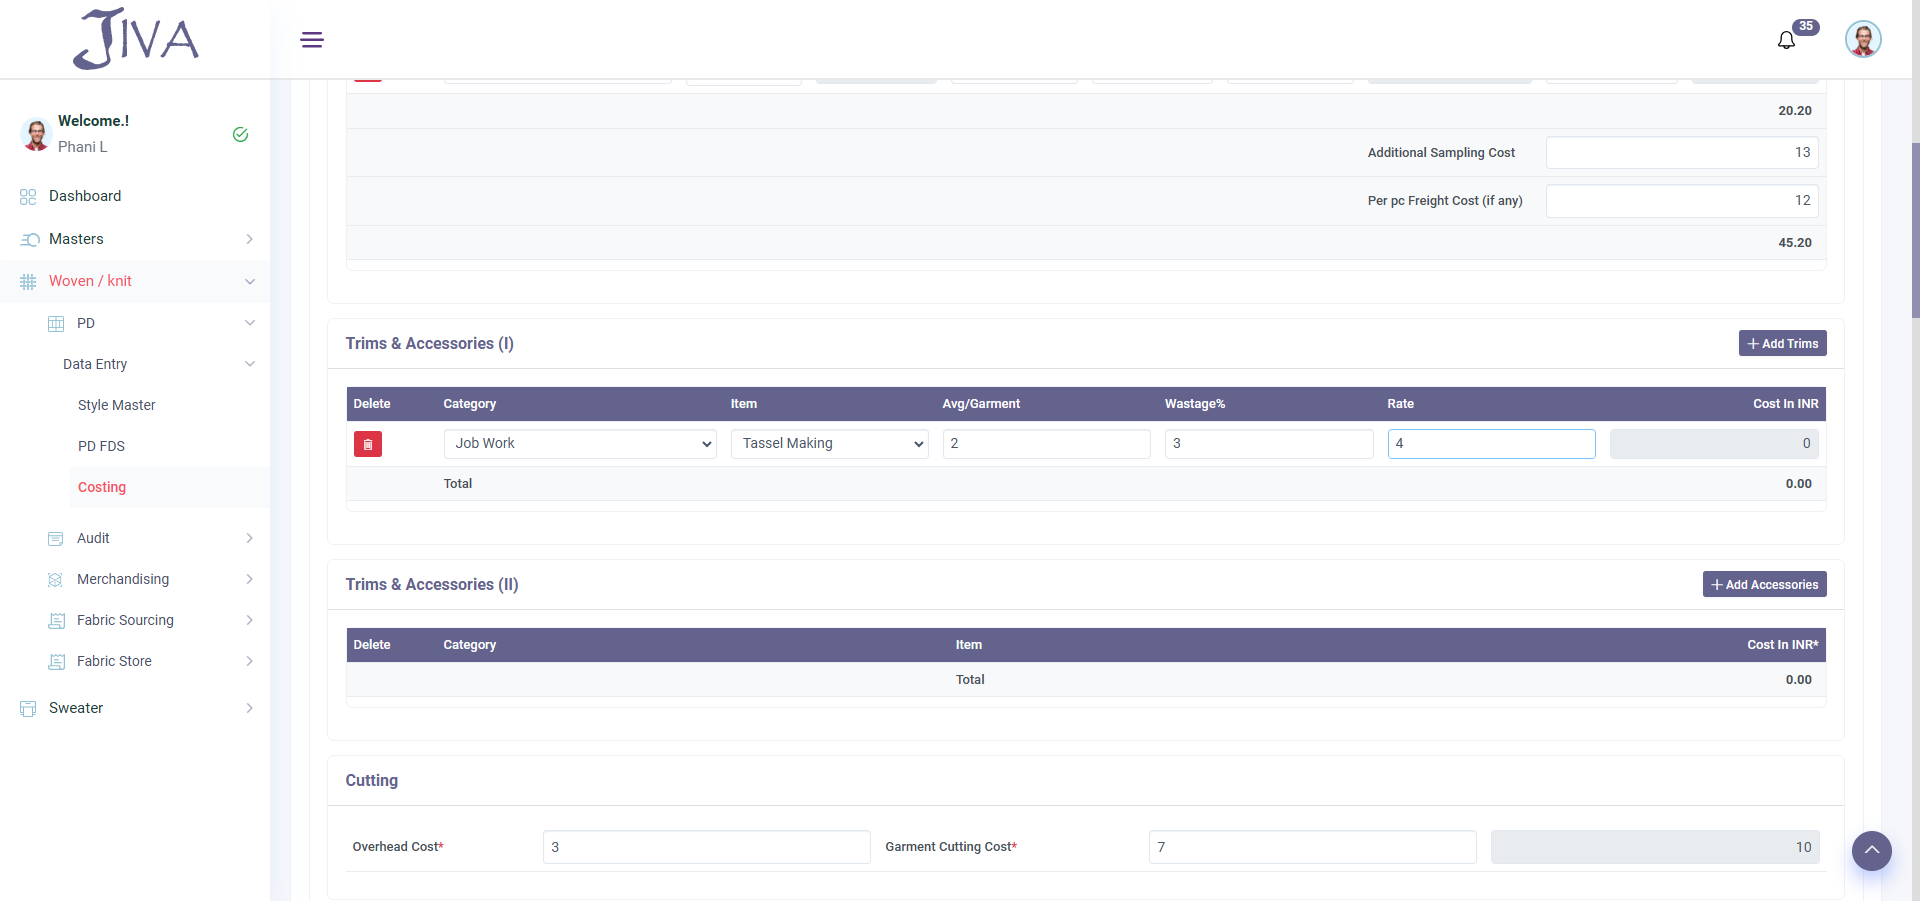 JIVA
35
Welcome.!
Phani L
Dashboard
Masters
Woven / knit
PD
Data Entry
Style Master
PD FDS
Costing
Audit
Merchandising
Fabric Sourcing
Fabric Store
Sweater
20.20
Additional Sampling Cost 13
Per pc Freight Cost (if any) 12
45.20
Trims & Accessories (I) + Add Trims
Delete Category Item Avg/Garment Wastage% Rate Cost In INR
Job Work Tassel Making 2 3 4 0
Total 0.00
Trims & Accessories (II) + Add Accessories
Delete Category Item Cost In INR*
Total 0.00
Cutting
Overhead Cost* 3 Garment Cutting Cost* 7 10